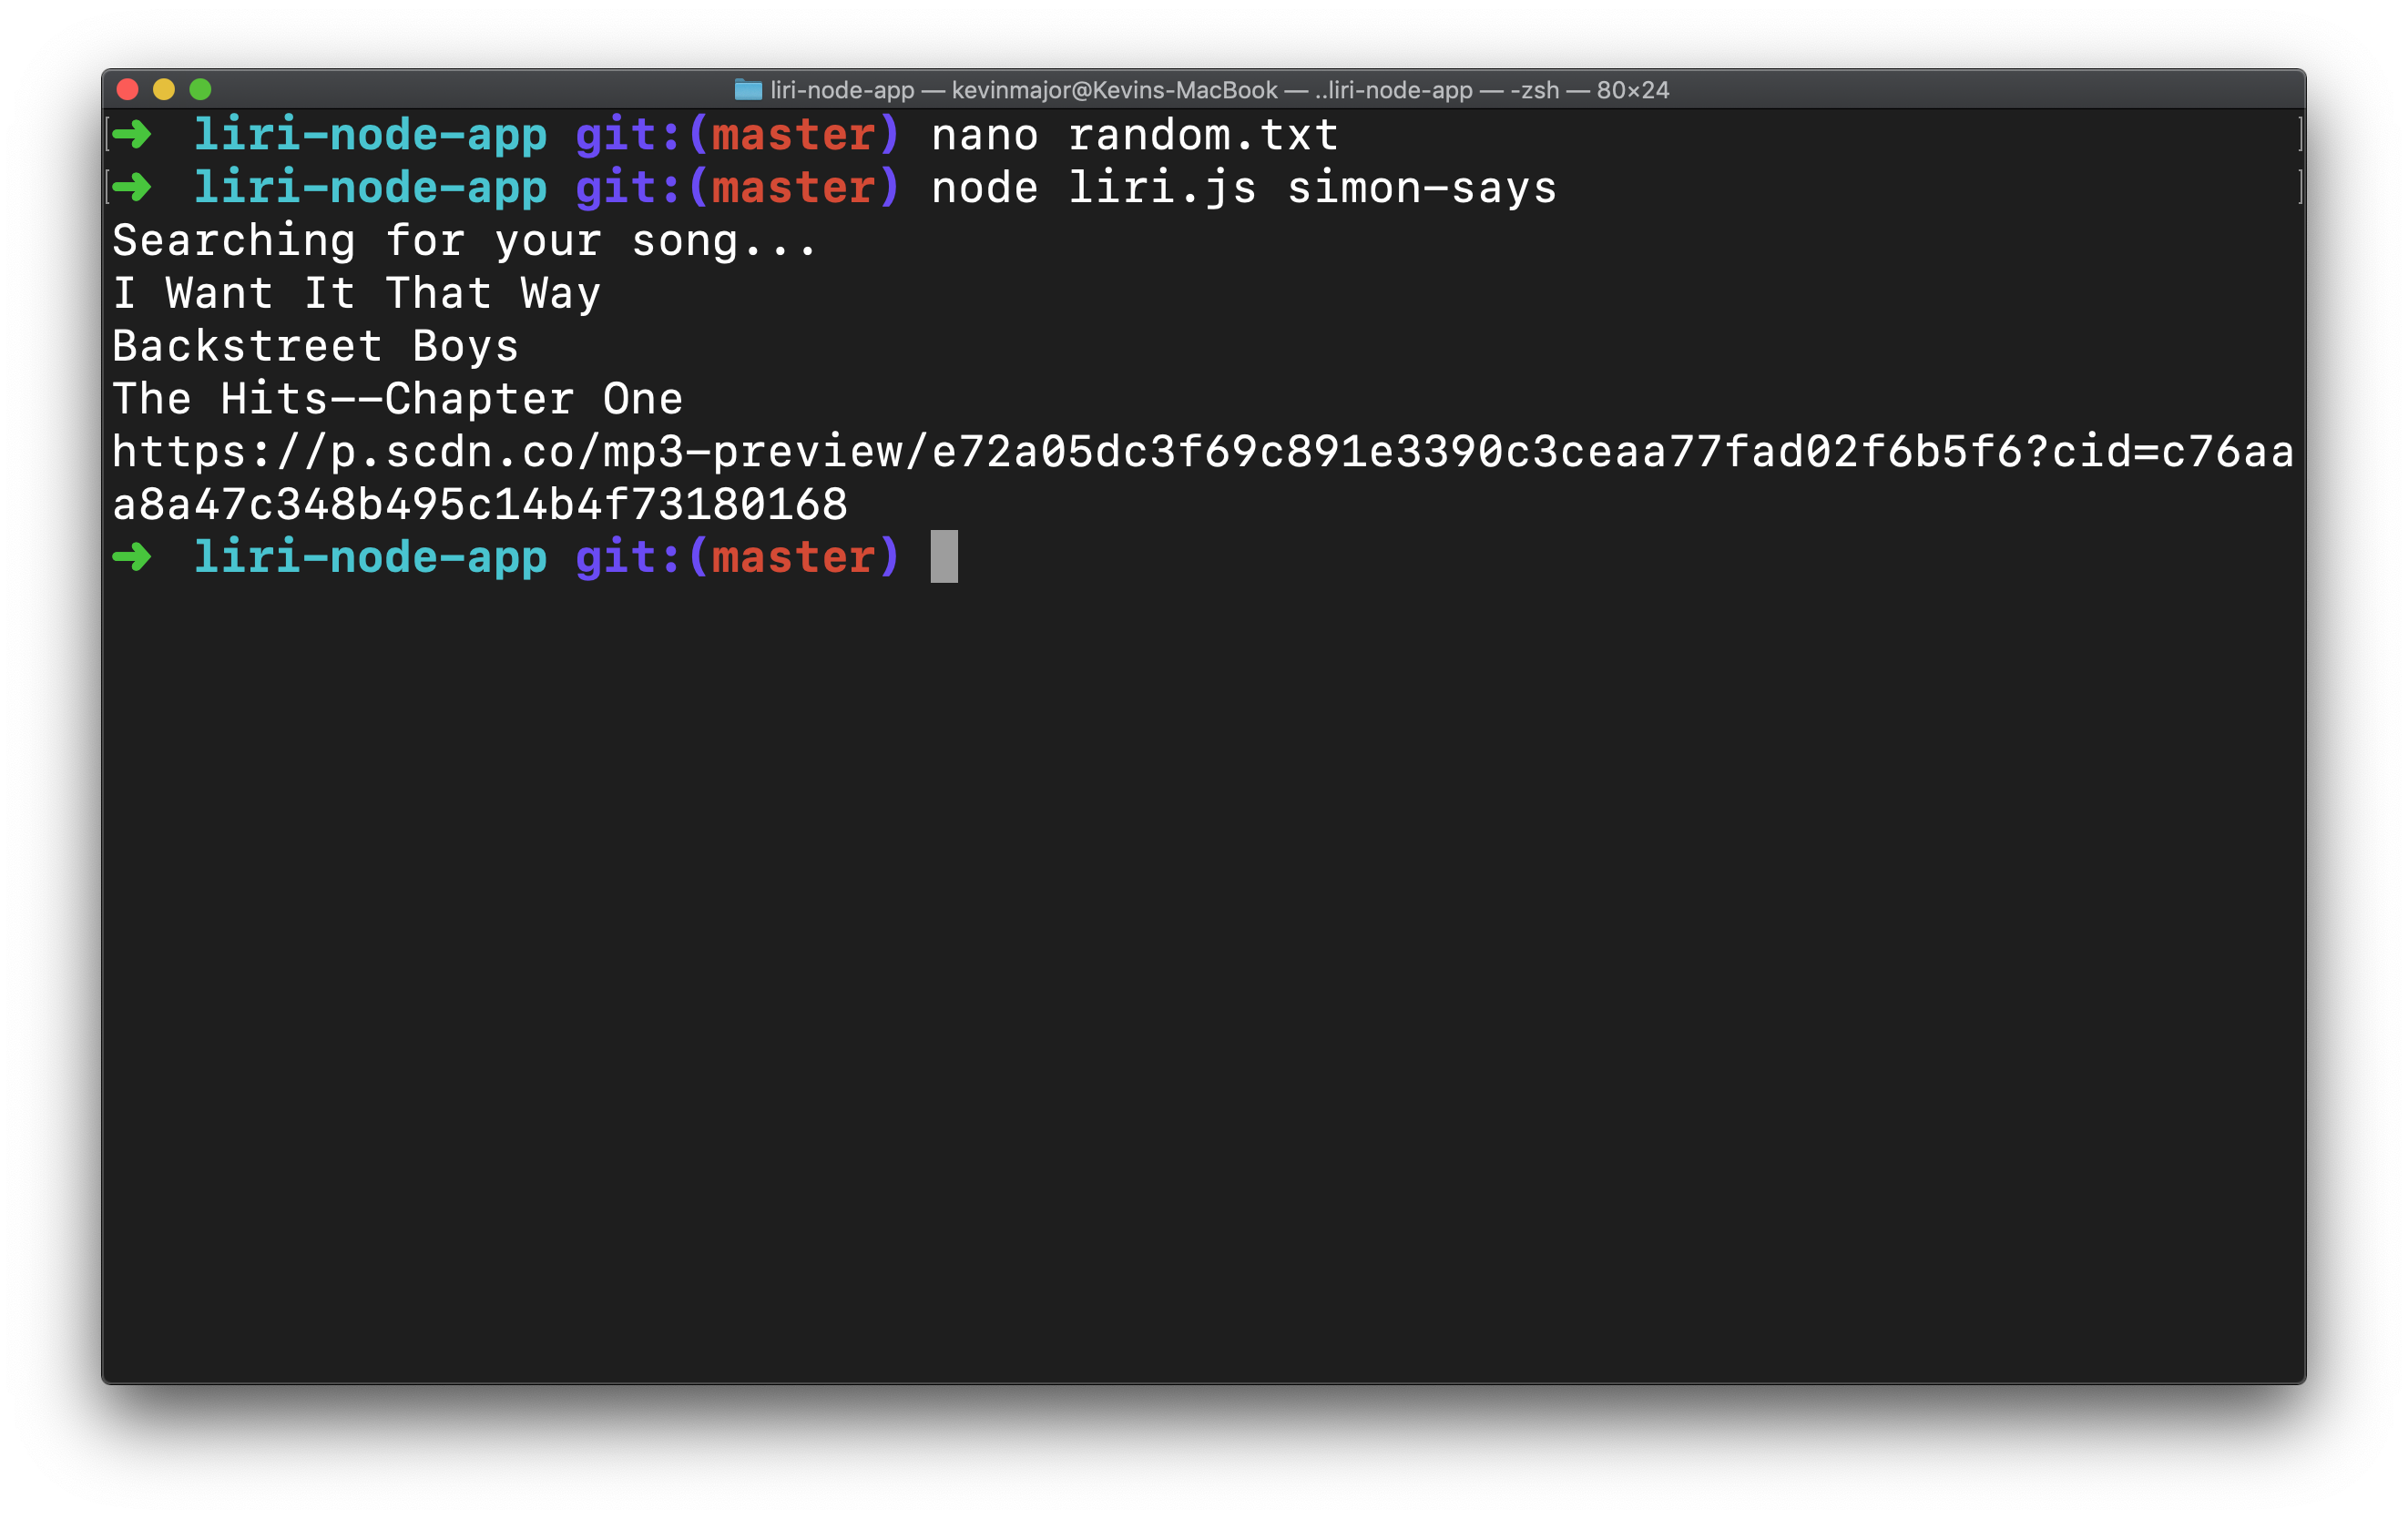 liri-node-app — kevinmajor@Kevins-MacBook — ..liri-node-app — -zsh — 80×24
➜ liri-node-app git:(master) nano random.txt
➜ liri-node-app git:(master) node liri.js simon-says
Searching for your song...
I Want It That Way
Backstreet Boys
The Hits--Chapter One
https://p.scdn.co/mp3-preview/e72a05dc3f69c891e3390c3ceaa77fad02f6b5f6?cid=c76aa
a8a47c348b495c14b4f73180168
➜ liri-node-app git:(master)